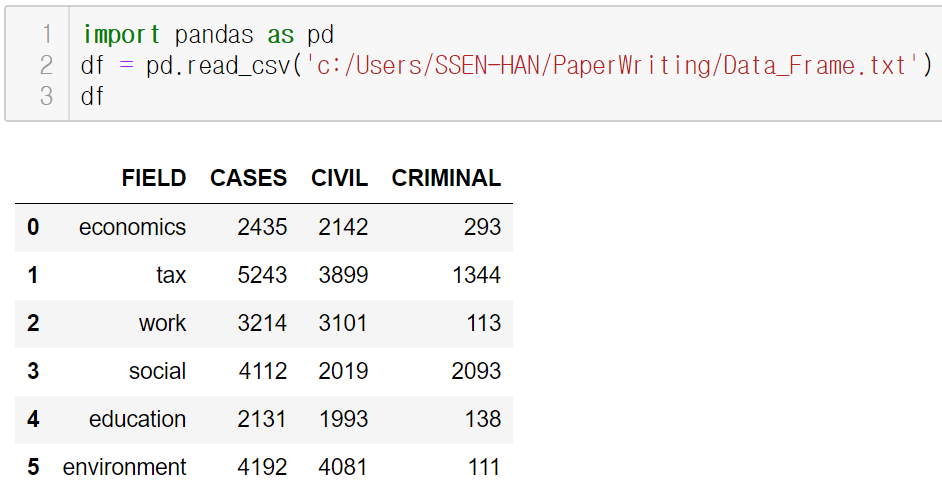 1 import pandas as pd
2 df = pd.read_csv('c:/Users/SSEN-HAN/PaperWriting/Data_Frame.txt')
3 df
FIELD CASES CIVIL CRIMINAL
0 economics 2435 2142 293
1 tax 5243 3899 1344
2 work 3214 3101 113
3 social 4112 2019 2093
4 education 2131 1993 138
5 environment 4192 4081 111